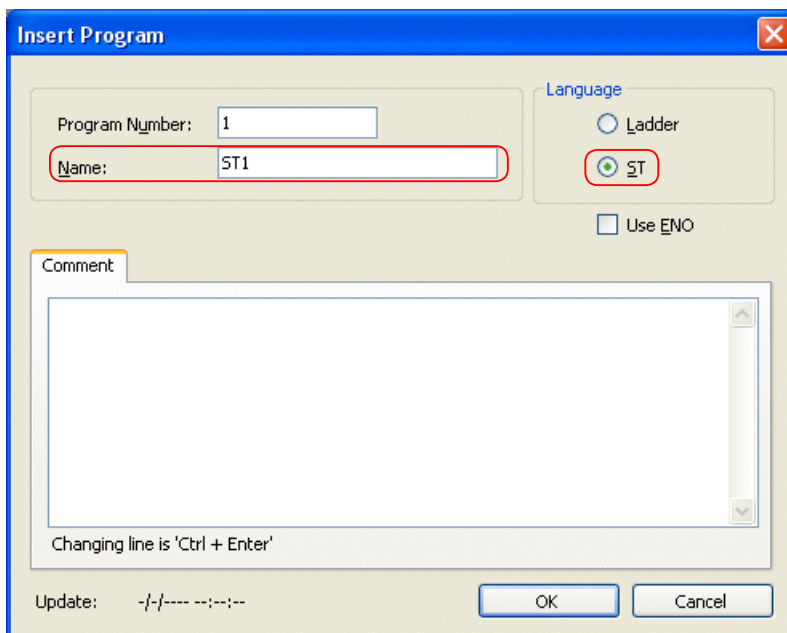 Insert Program
Language
Program Number: 1
Ladder
Name: ST1
ST
Use ENO
Comment
Changing line is 'Ctrl + Enter'
Update: -/-/---- --:--:--
OK
Cancel